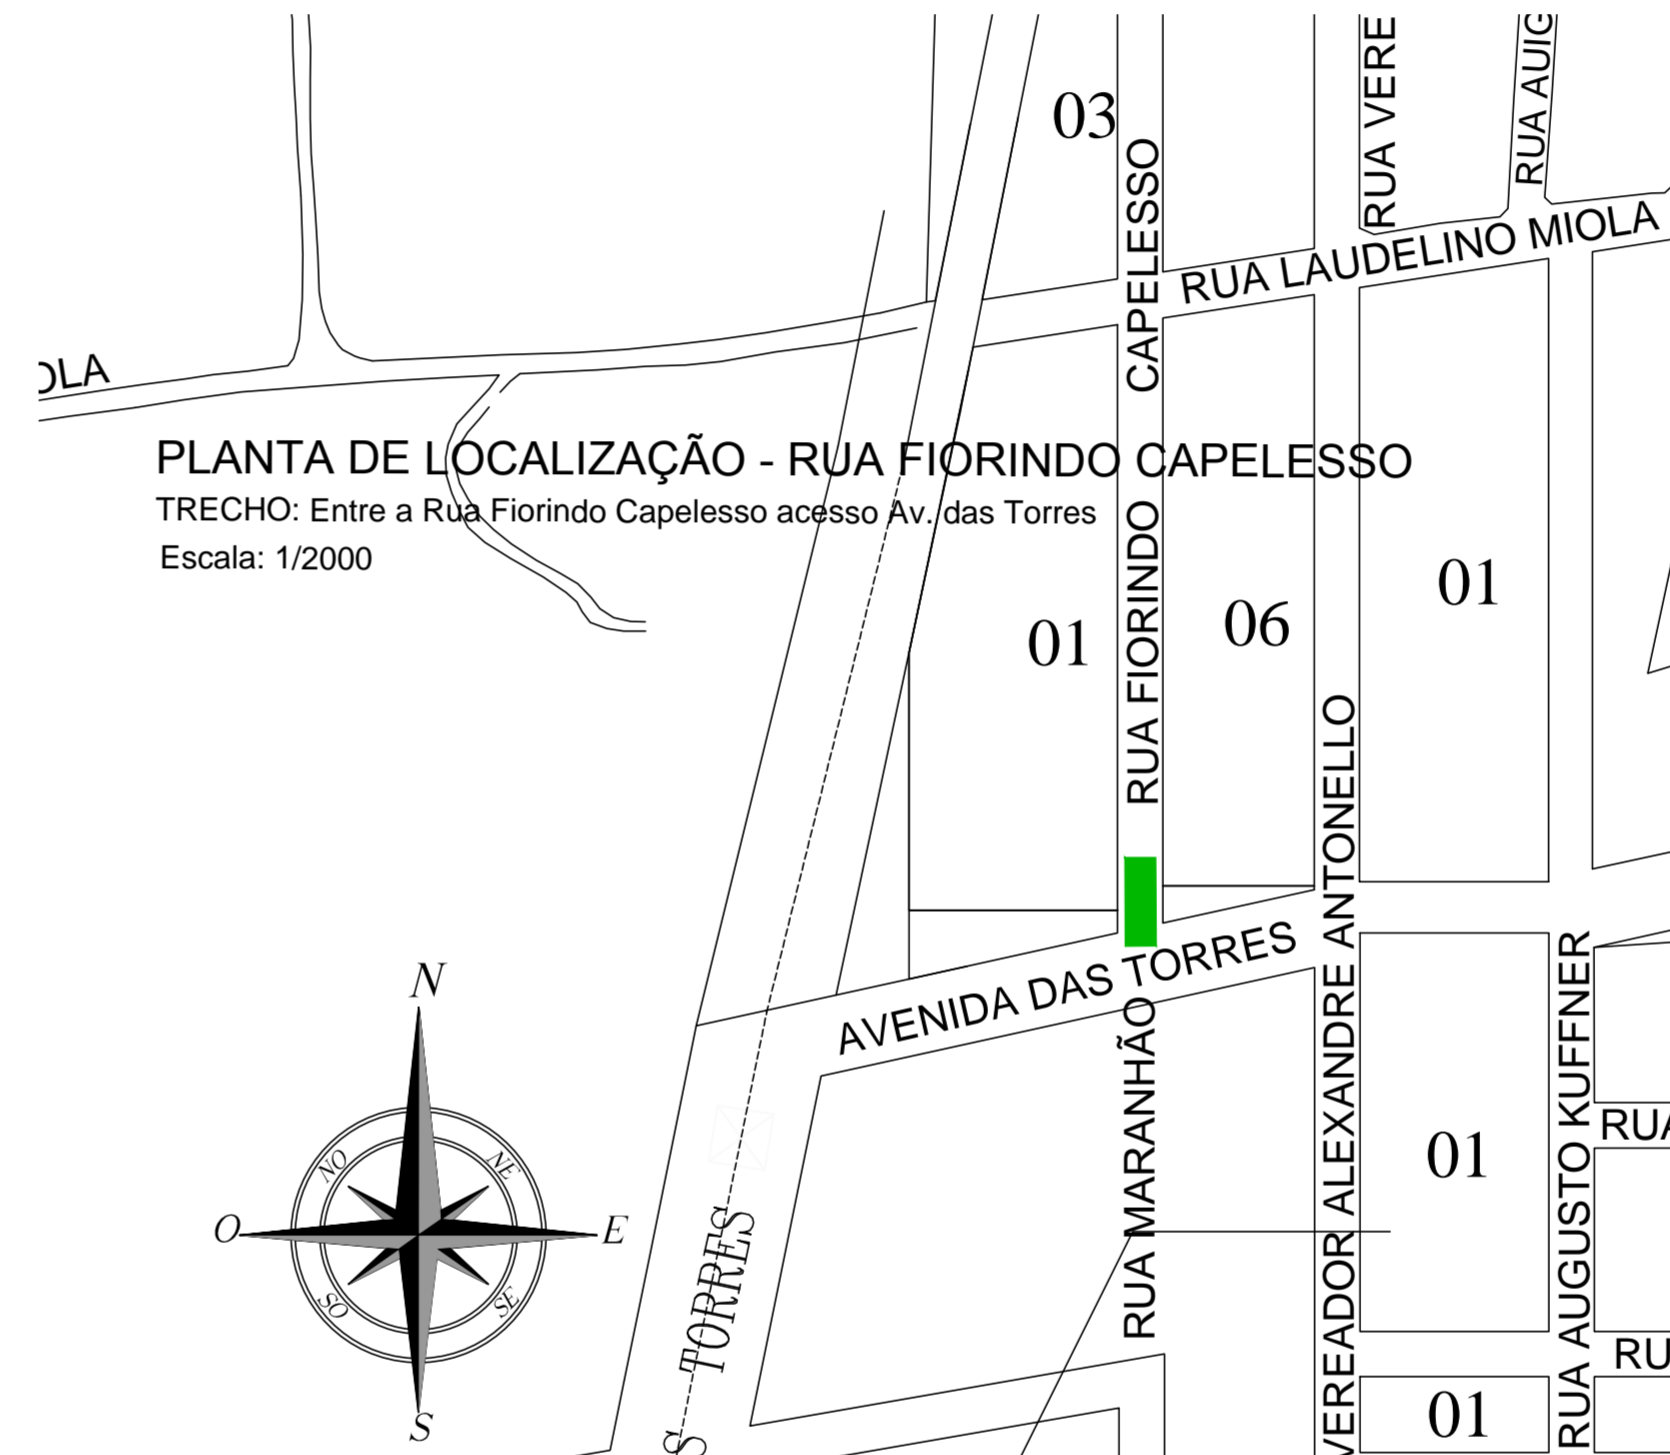 03
RUA VERE
RUA AUIG
RUA LAUDELINO MIOLA
OLA
PLANTA DE LOCALIZAÇÃO - RUA FIORINDO CAPELESSO
TRECHO: Entre a Rua Fiorindo Capelesso acesso Av. das Torres
Escala: 1/2000
RUA FIORINDO CAPELESSO
01
06
01
AVENIDA DAS TORRES
RUA MARANHÃO
VEREADOR ALEXANDRE ANTONELLO
RUA AUGUSTO KUFFNER
RUA
01
RU
01
N
NO
NE
O
E
SO
SE
S
S TORRES